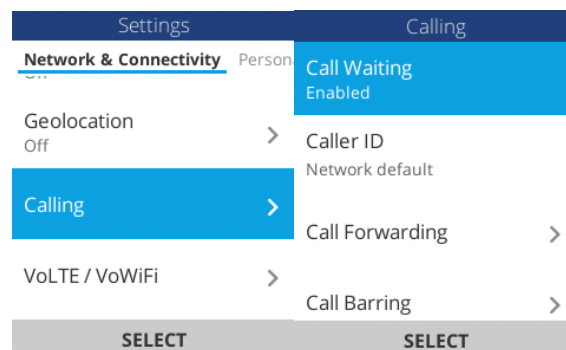 Settings
Network & Connectivity
Geolocation
Off
Calling
VoLTE / VoWiFi
SELECT
Calling
Call Waiting
Enabled
Caller ID
Network default
Call Forwarding
Call Barring
SELECT